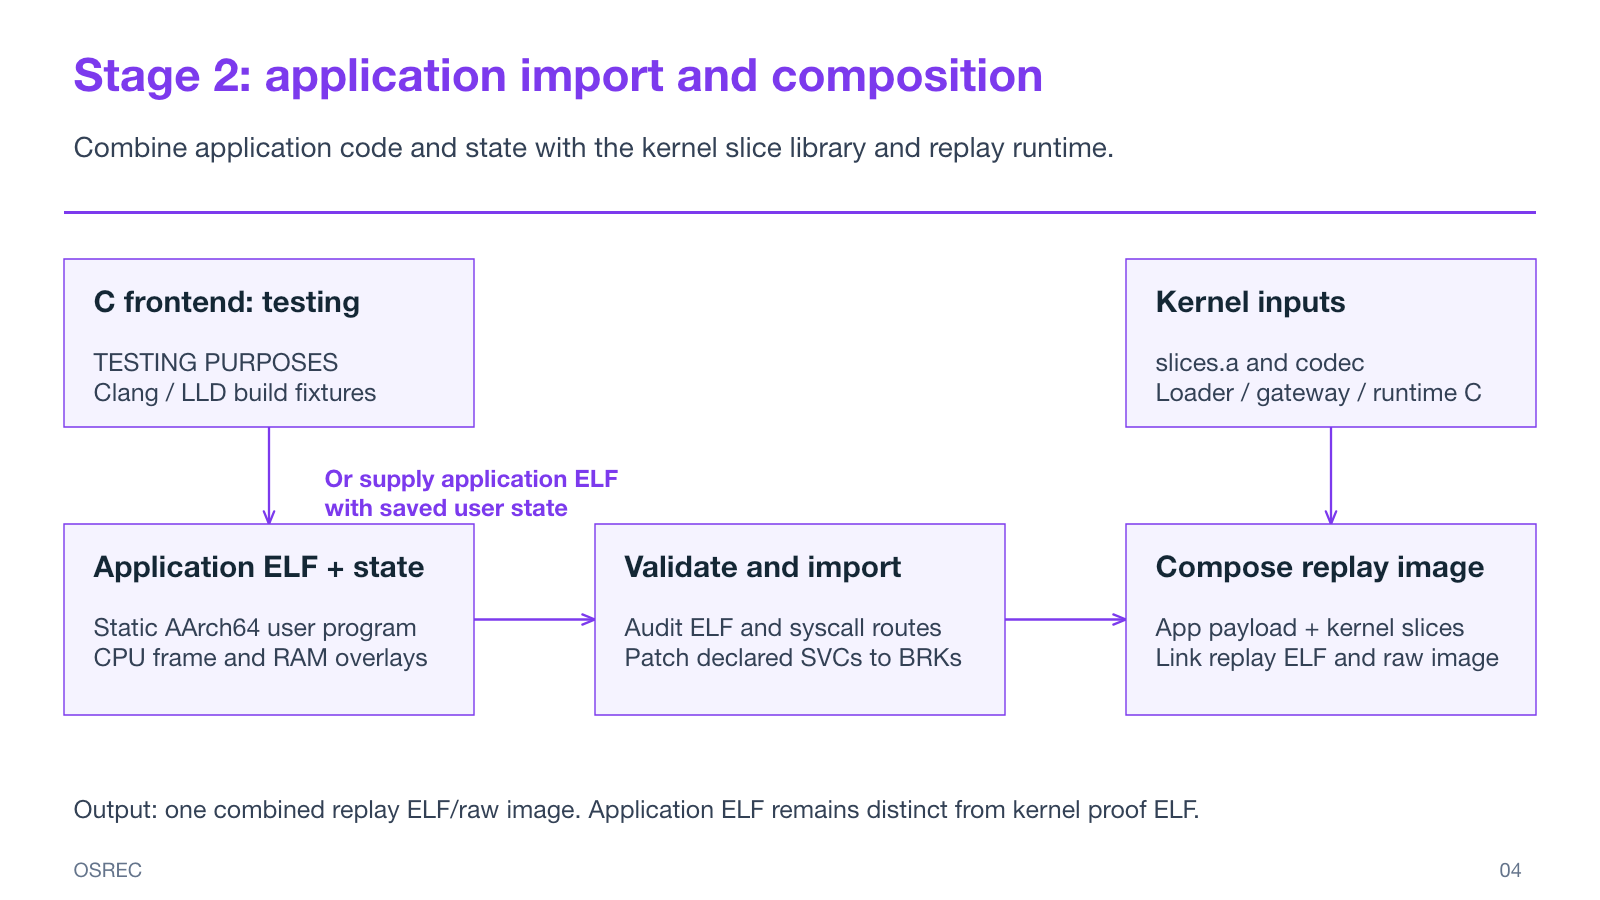 Stage 2: application import and composition
Combine application code and state with the kernel slice library and replay runtime.
C frontend: testing
TESTING PURPOSES
Clang / LLD build fixtures
Kernel inputs
slices.a and codec
Loader / gateway / runtime C
Or supply application ELF
with saved user state
Application ELF + state
Static AArch64 user program
CPU frame and RAM overlays
Validate and import
Audit ELF and syscall routes
Patch declared SVCs to BRKs
Compose replay image
App payload + kernel slices
Link replay ELF and raw image
Output: one combined replay ELF/raw image. Application ELF remains distinct from kernel proof ELF.
OSREC
04